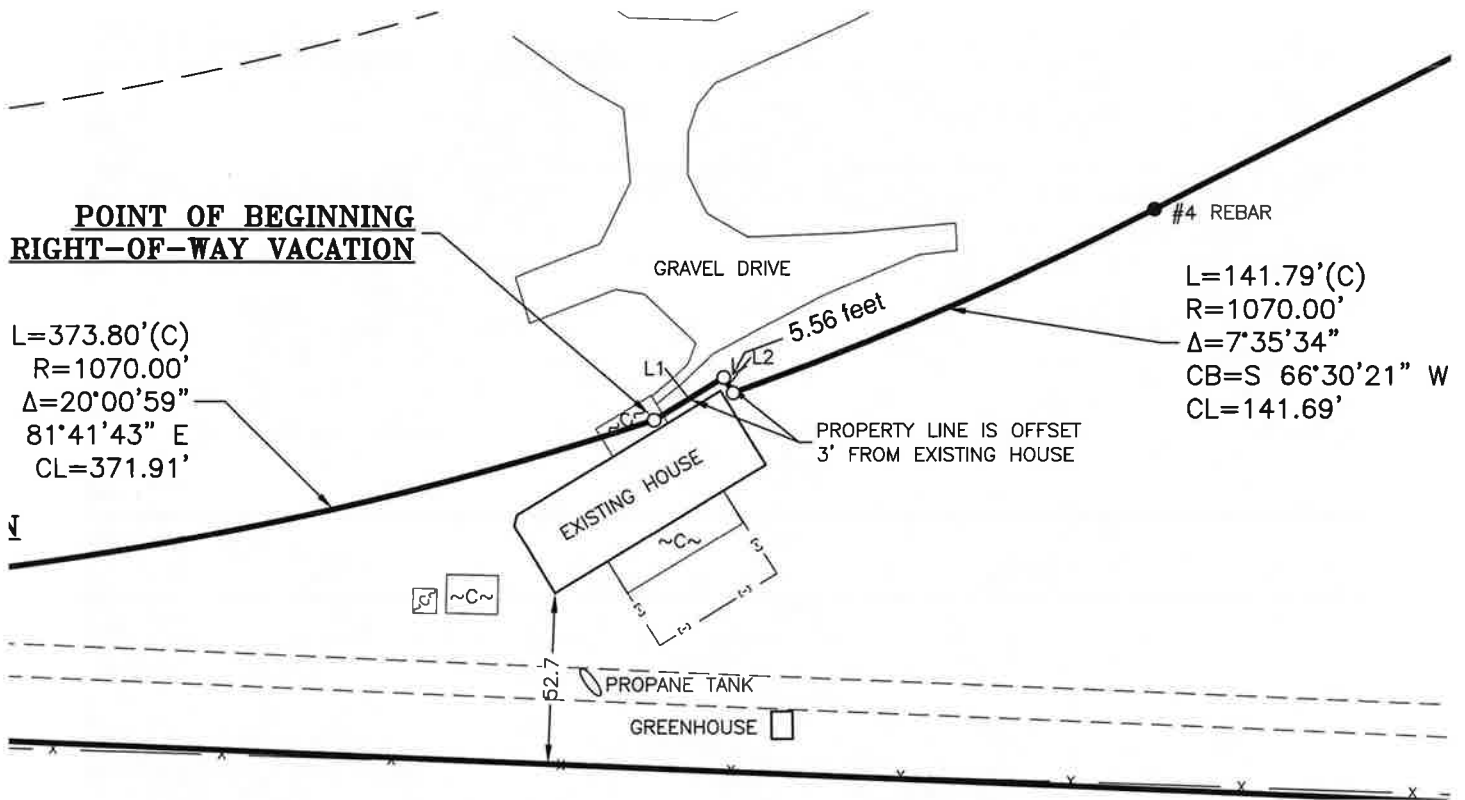 POINT OF BEGINNING
RIGHT-OF-WAY VACATION
#4 REBAR
GRAVEL DRIVE
L=141.79'(C)
R=1070.00'
Δ=7°35'34"
CB=S 66°30'21" W
CL=141.69'
5.56 feet
L=373.80'(C)
R=1070.00'
Δ=20°00'59"
81°41'43" E
CL=371.91'
L1
L2
~C~
PROPERTY LINE IS OFFSET
3' FROM EXISTING HOUSE
EXISTING HOUSE
N
~C~
~C~
~C~
52.7
PROPANE TANK
GREENHOUSE
x x x x x x x x x